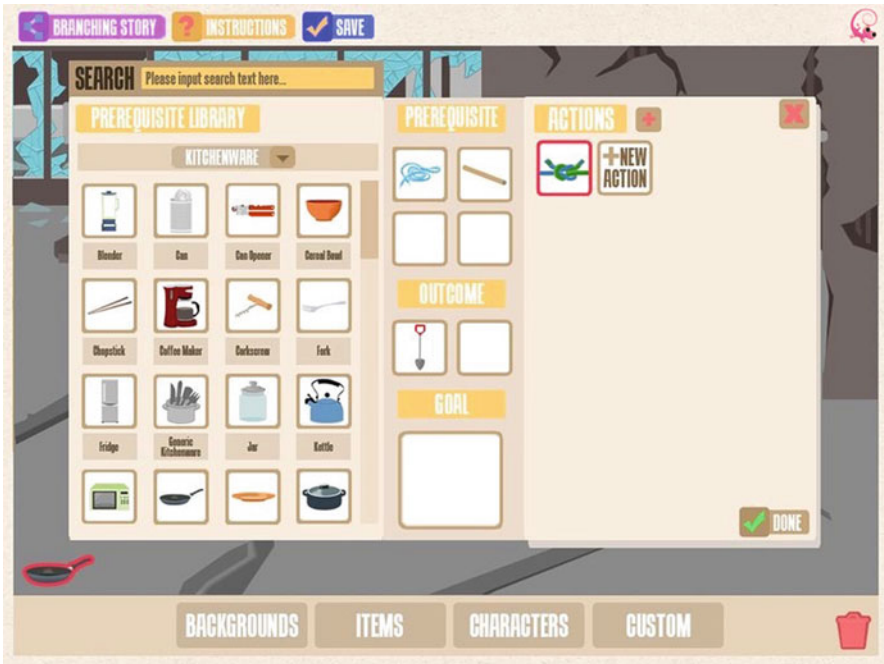 BRANCHING STORY
INSTRUCTIONS
SAVE
SEARCH Please input search text here...
PREREQUISITE LIBRARY
KITCHENWARE
Blender
Can
Can Opener
Cereal Bowl
Chopstick
Coffee Maker
Corkscrew
Fork
Fridge
Generic
Kitchenware
Jar
Kettle
PREREQUISITE
OUTCOME
GOAL
ACTIONS
+NEW
ACTION
DONE
BACKGROUNDS
ITEMS
CHARACTERS
CUSTOM